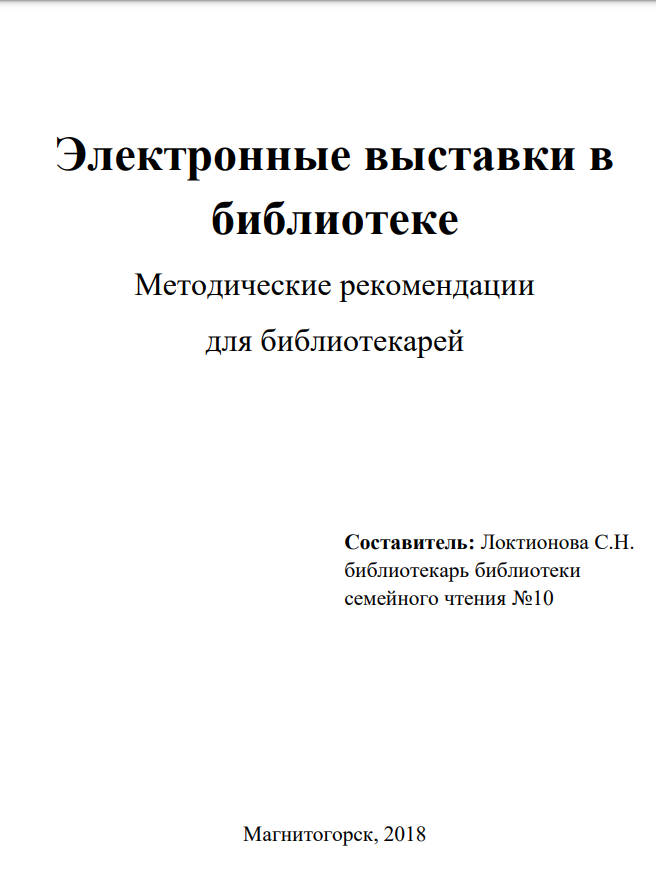 Электронные выставки в
библиотеке
Методические рекомендации
для библиотекарей
Составитель: Локтионова С.Н.
библиотекарь библиотеки
семейного чтения №10
Магнитогорск, 2018